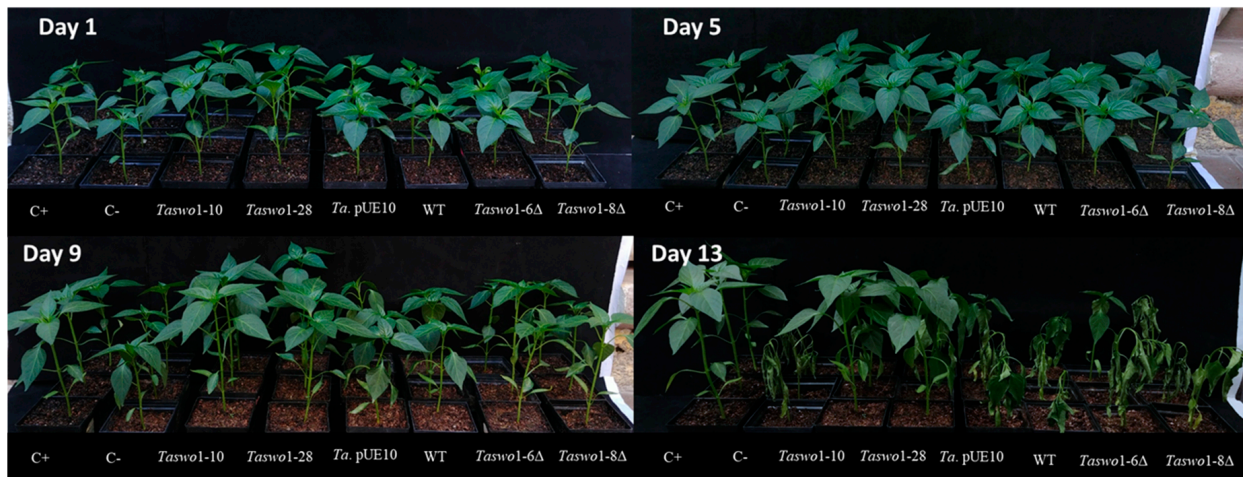 Day 1
C+ C- Taswo1-10 Taswo1-28 Ta. pUE10 WT Taswo1-6Δ Taswo1-8Δ
Day 5
C+ C- Taswo1-10 Taswo1-28 Ta. pUE10 WT Taswo1-6Δ Taswo1-8Δ
Day 9
C+ C- Taswo1-10 Taswo1-28 Ta. pUE10 WT Taswo1-6Δ Taswo1-8Δ
Day 13
C+ C- Taswo1-10 Taswo1-28 Ta. pUE10 WT Taswo1-6Δ Taswo1-8Δ